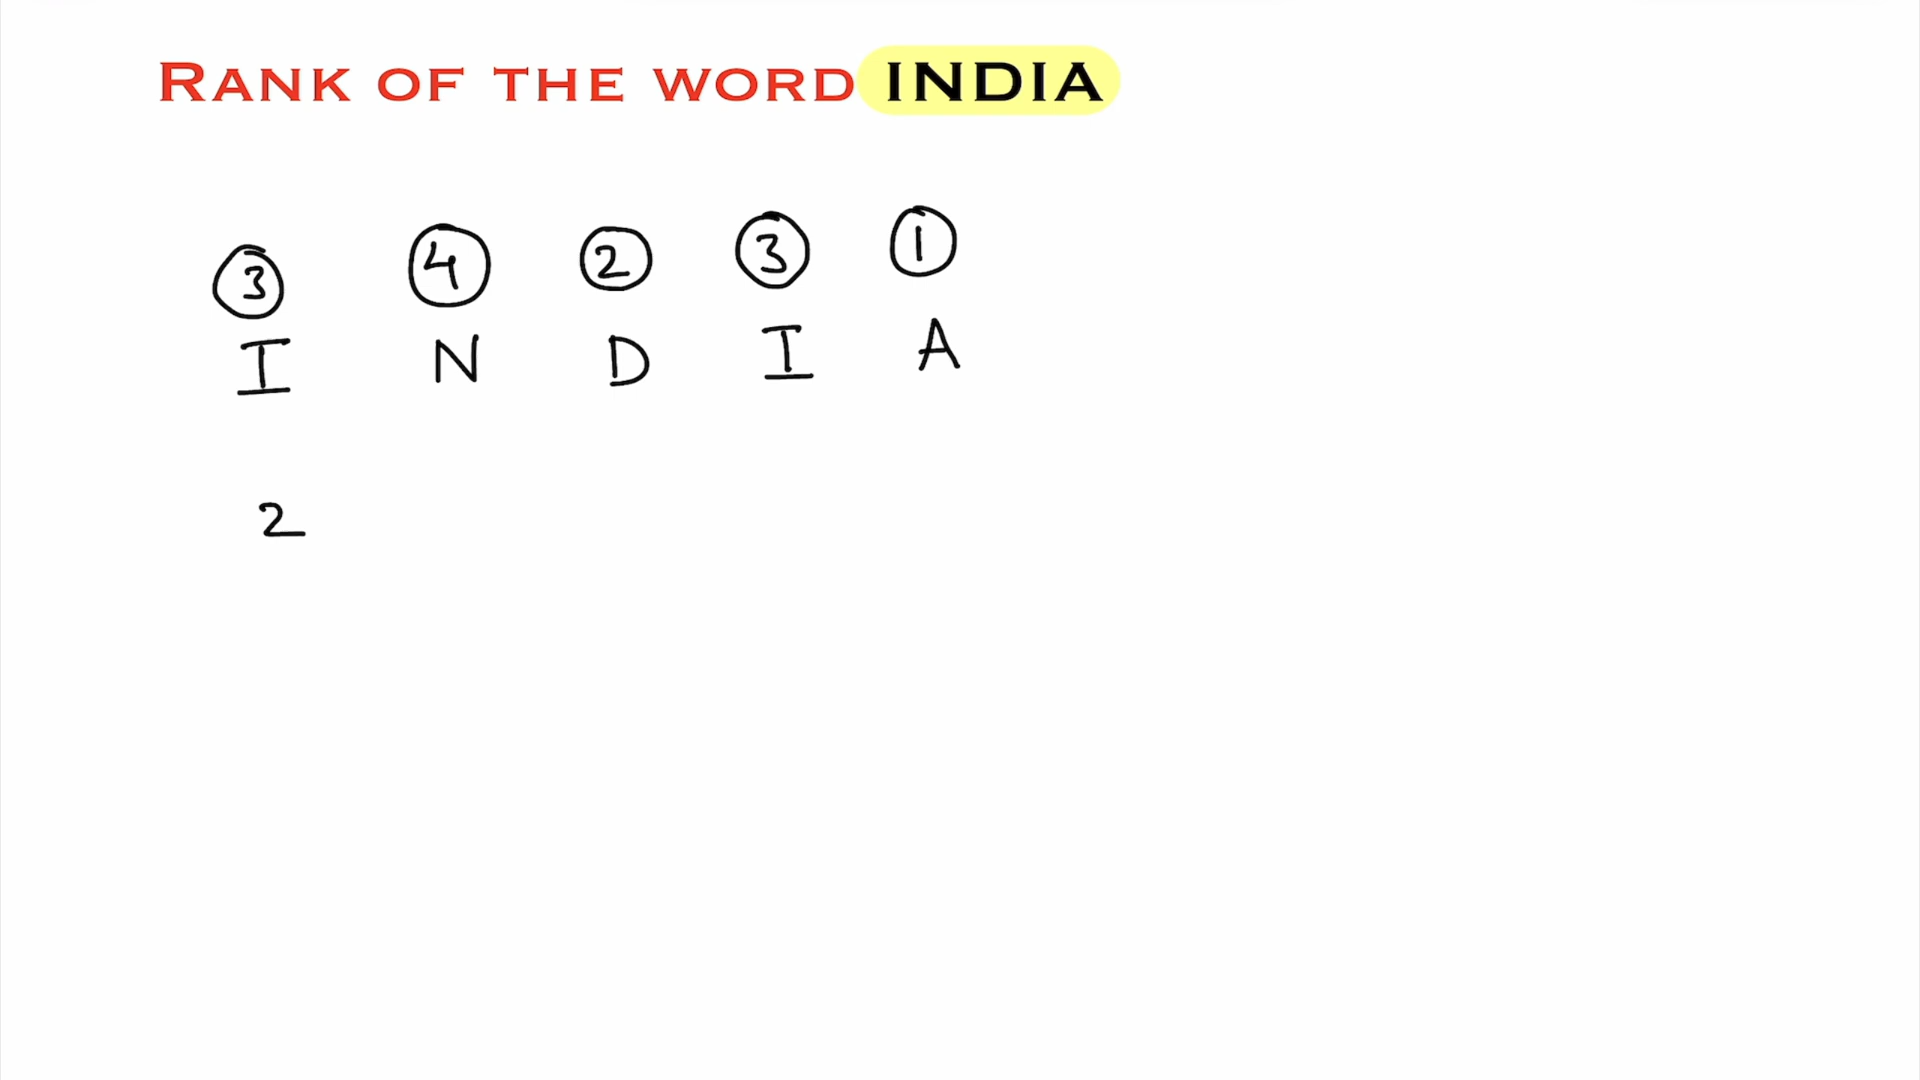 RANK OF THE WORD INDIA
3 4 2 3 1
I N D I A
2